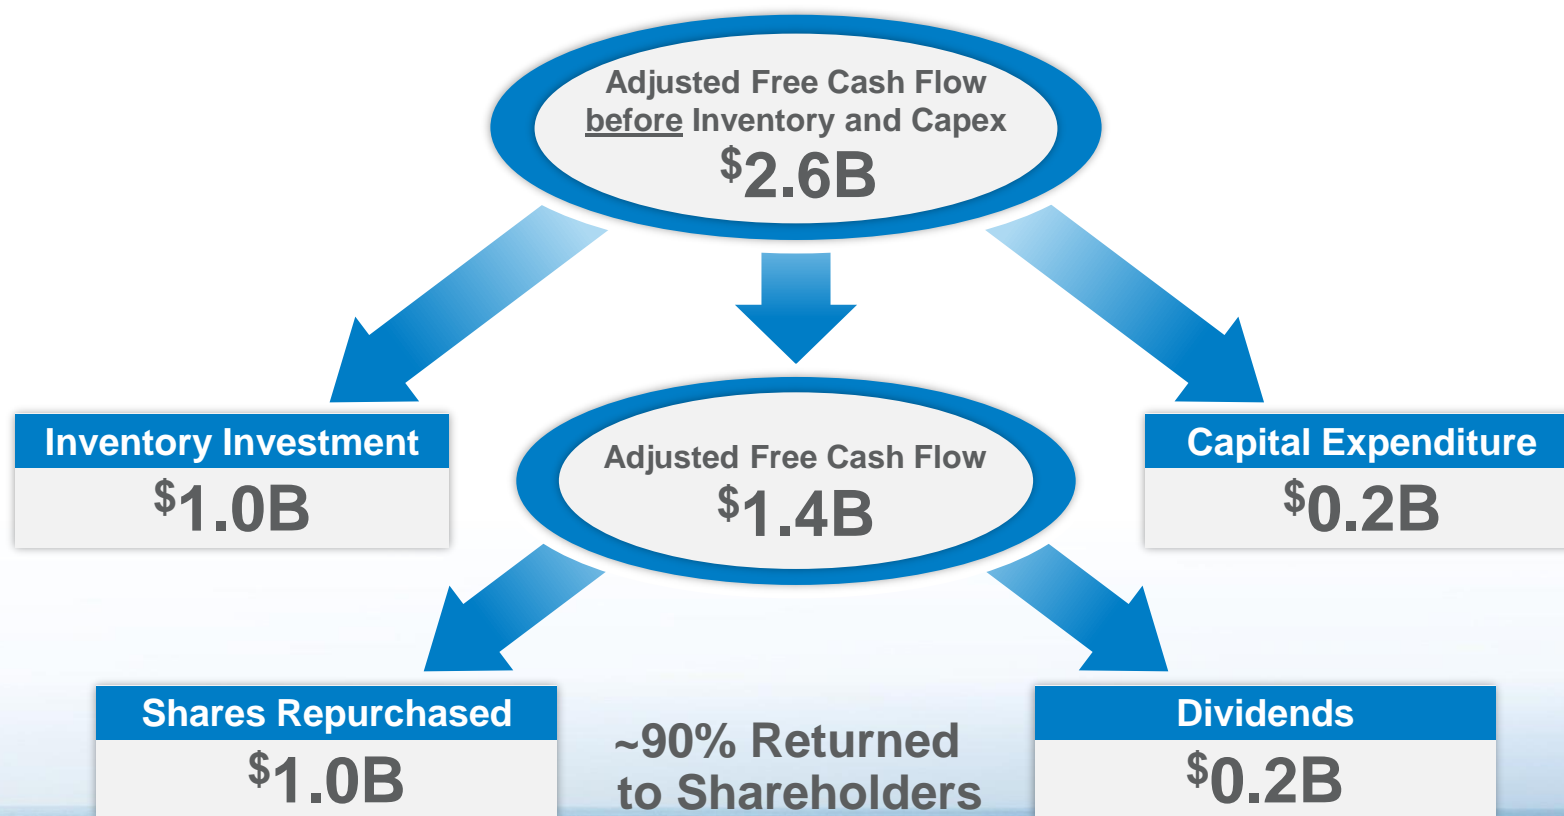 Adjusted Free Cash Flow
before Inventory and Capex
$2.6B
Inventory Investment
$1.0B
Adjusted Free Cash Flow
$1.4B
Capital Expenditure
$0.2B
Shares Repurchased
$1.0B
~90% Returned
to Shareholders
Dividends
$0.2B